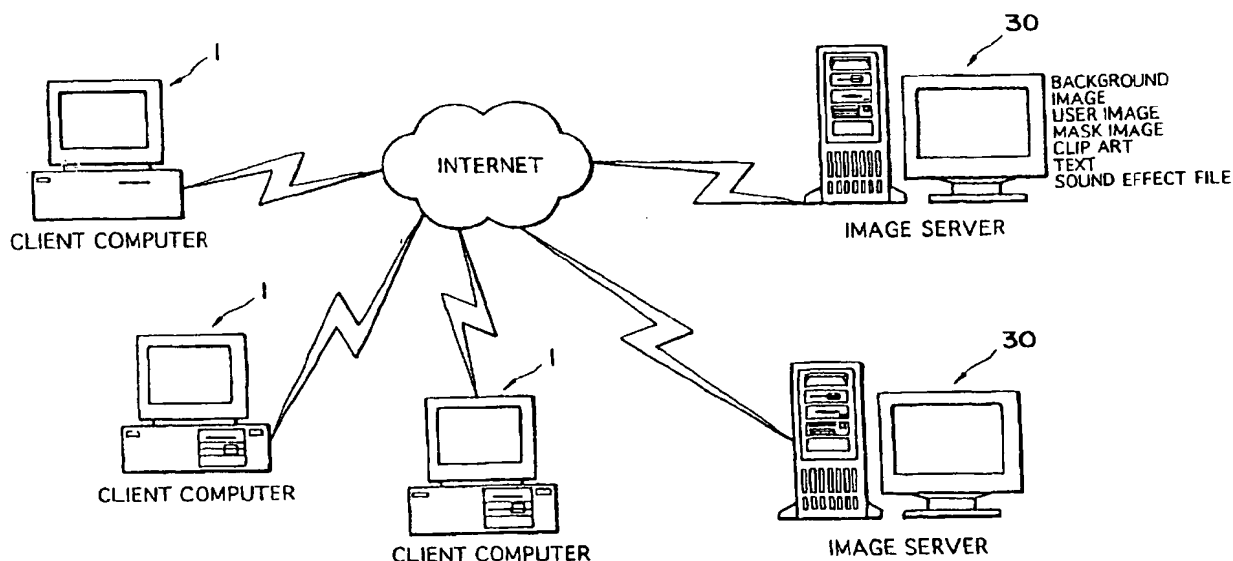 1
30
BACKGROUND
IMAGE
USER IMAGE
MASK IMAGE
CLIP ART
TEXT
SOUND EFFECT FILE
INTERNET
CLIENT COMPUTER
IMAGE SERVER
1
1
30
CLIENT COMPUTER
CLIENT COMPUTER
IMAGE SERVER